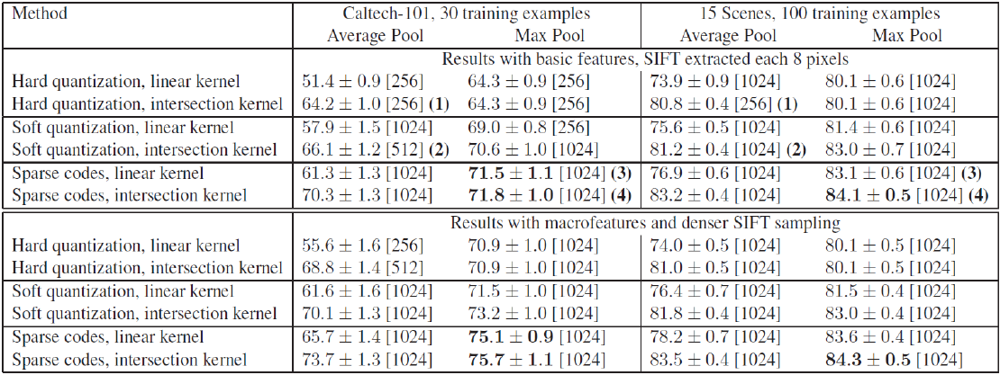 Method Caltech-101, 30 training examples 15 Scenes, 100 training examples
Average Pool Max Pool Average Pool Max Pool
Results with basic features, SIFT extracted each 8 pixels
Hard quantization, linear kernel 51.4 ± 0.9 [256] 64.3 ± 0.9 [256] 73.9 ± 0.9 [1024] 80.1 ± 0.6 [1024]
Hard quantization, intersection kernel 64.2 ± 1.0 [256] (1) 64.3 ± 0.9 [256] 80.8 ± 0.4 [256] (1) 80.1 ± 0.6 [1024]
Soft quantization, linear kernel 57.9 ± 1.5 [1024] 69.0 ± 0.8 [256] 75.6 ± 0.5 [1024] 81.4 ± 0.6 [1024]
Soft quantization, intersection kernel 66.1 ± 1.2 [512] (2) 70.6 ± 1.0 [1024] 81.2 ± 0.4 [1024] (2) 83.0 ± 0.7 [1024]
Sparse codes, linear kernel 61.3 ± 1.3 [1024] 71.5 ± 1.1 [1024] (3) 76.9 ± 0.6 [1024] 83.1 ± 0.6 [1024] (3)
Sparse codes, intersection kernel 70.3 ± 1.3 [1024] 71.8 ± 1.0 [1024] (4) 83.2 ± 0.4 [1024] 84.1 ± 0.5 [1024] (4)
Results with macrofeatures and denser SIFT sampling
Hard quantization, linear kernel 55.6 ± 1.6 [256] 70.9 ± 1.0 [1024] 74.0 ± 0.5 [1024] 80.1 ± 0.5 [1024]
Hard quantization, intersection kernel 68.8 ± 1.4 [512] 70.9 ± 1.0 [1024] 81.0 ± 0.5 [1024] 80.1 ± 0.5 [1024]
Soft quantization, linear kernel 61.6 ± 1.6 [1024] 71.5 ± 1.0 [1024] 76.4 ± 0.7 [1024] 81.5 ± 0.4 [1024]
Soft quantization, intersection kernel 70.1 ± 1.3 [1024] 73.2 ± 1.0 [1024] 81.8 ± 0.4 [1024] 83.0 ± 0.4 [1024]
Sparse codes, linear kernel 65.7 ± 1.4 [1024] 75.1 ± 0.9 [1024] 78.2 ± 0.7 [1024] 83.6 ± 0.4 [1024]
Sparse codes, intersection kernel 73.7 ± 1.3 [1024] 75.7 ± 1.1 [1024] 83.5 ± 0.4 [1024] 84.3 ± 0.5 [1024]